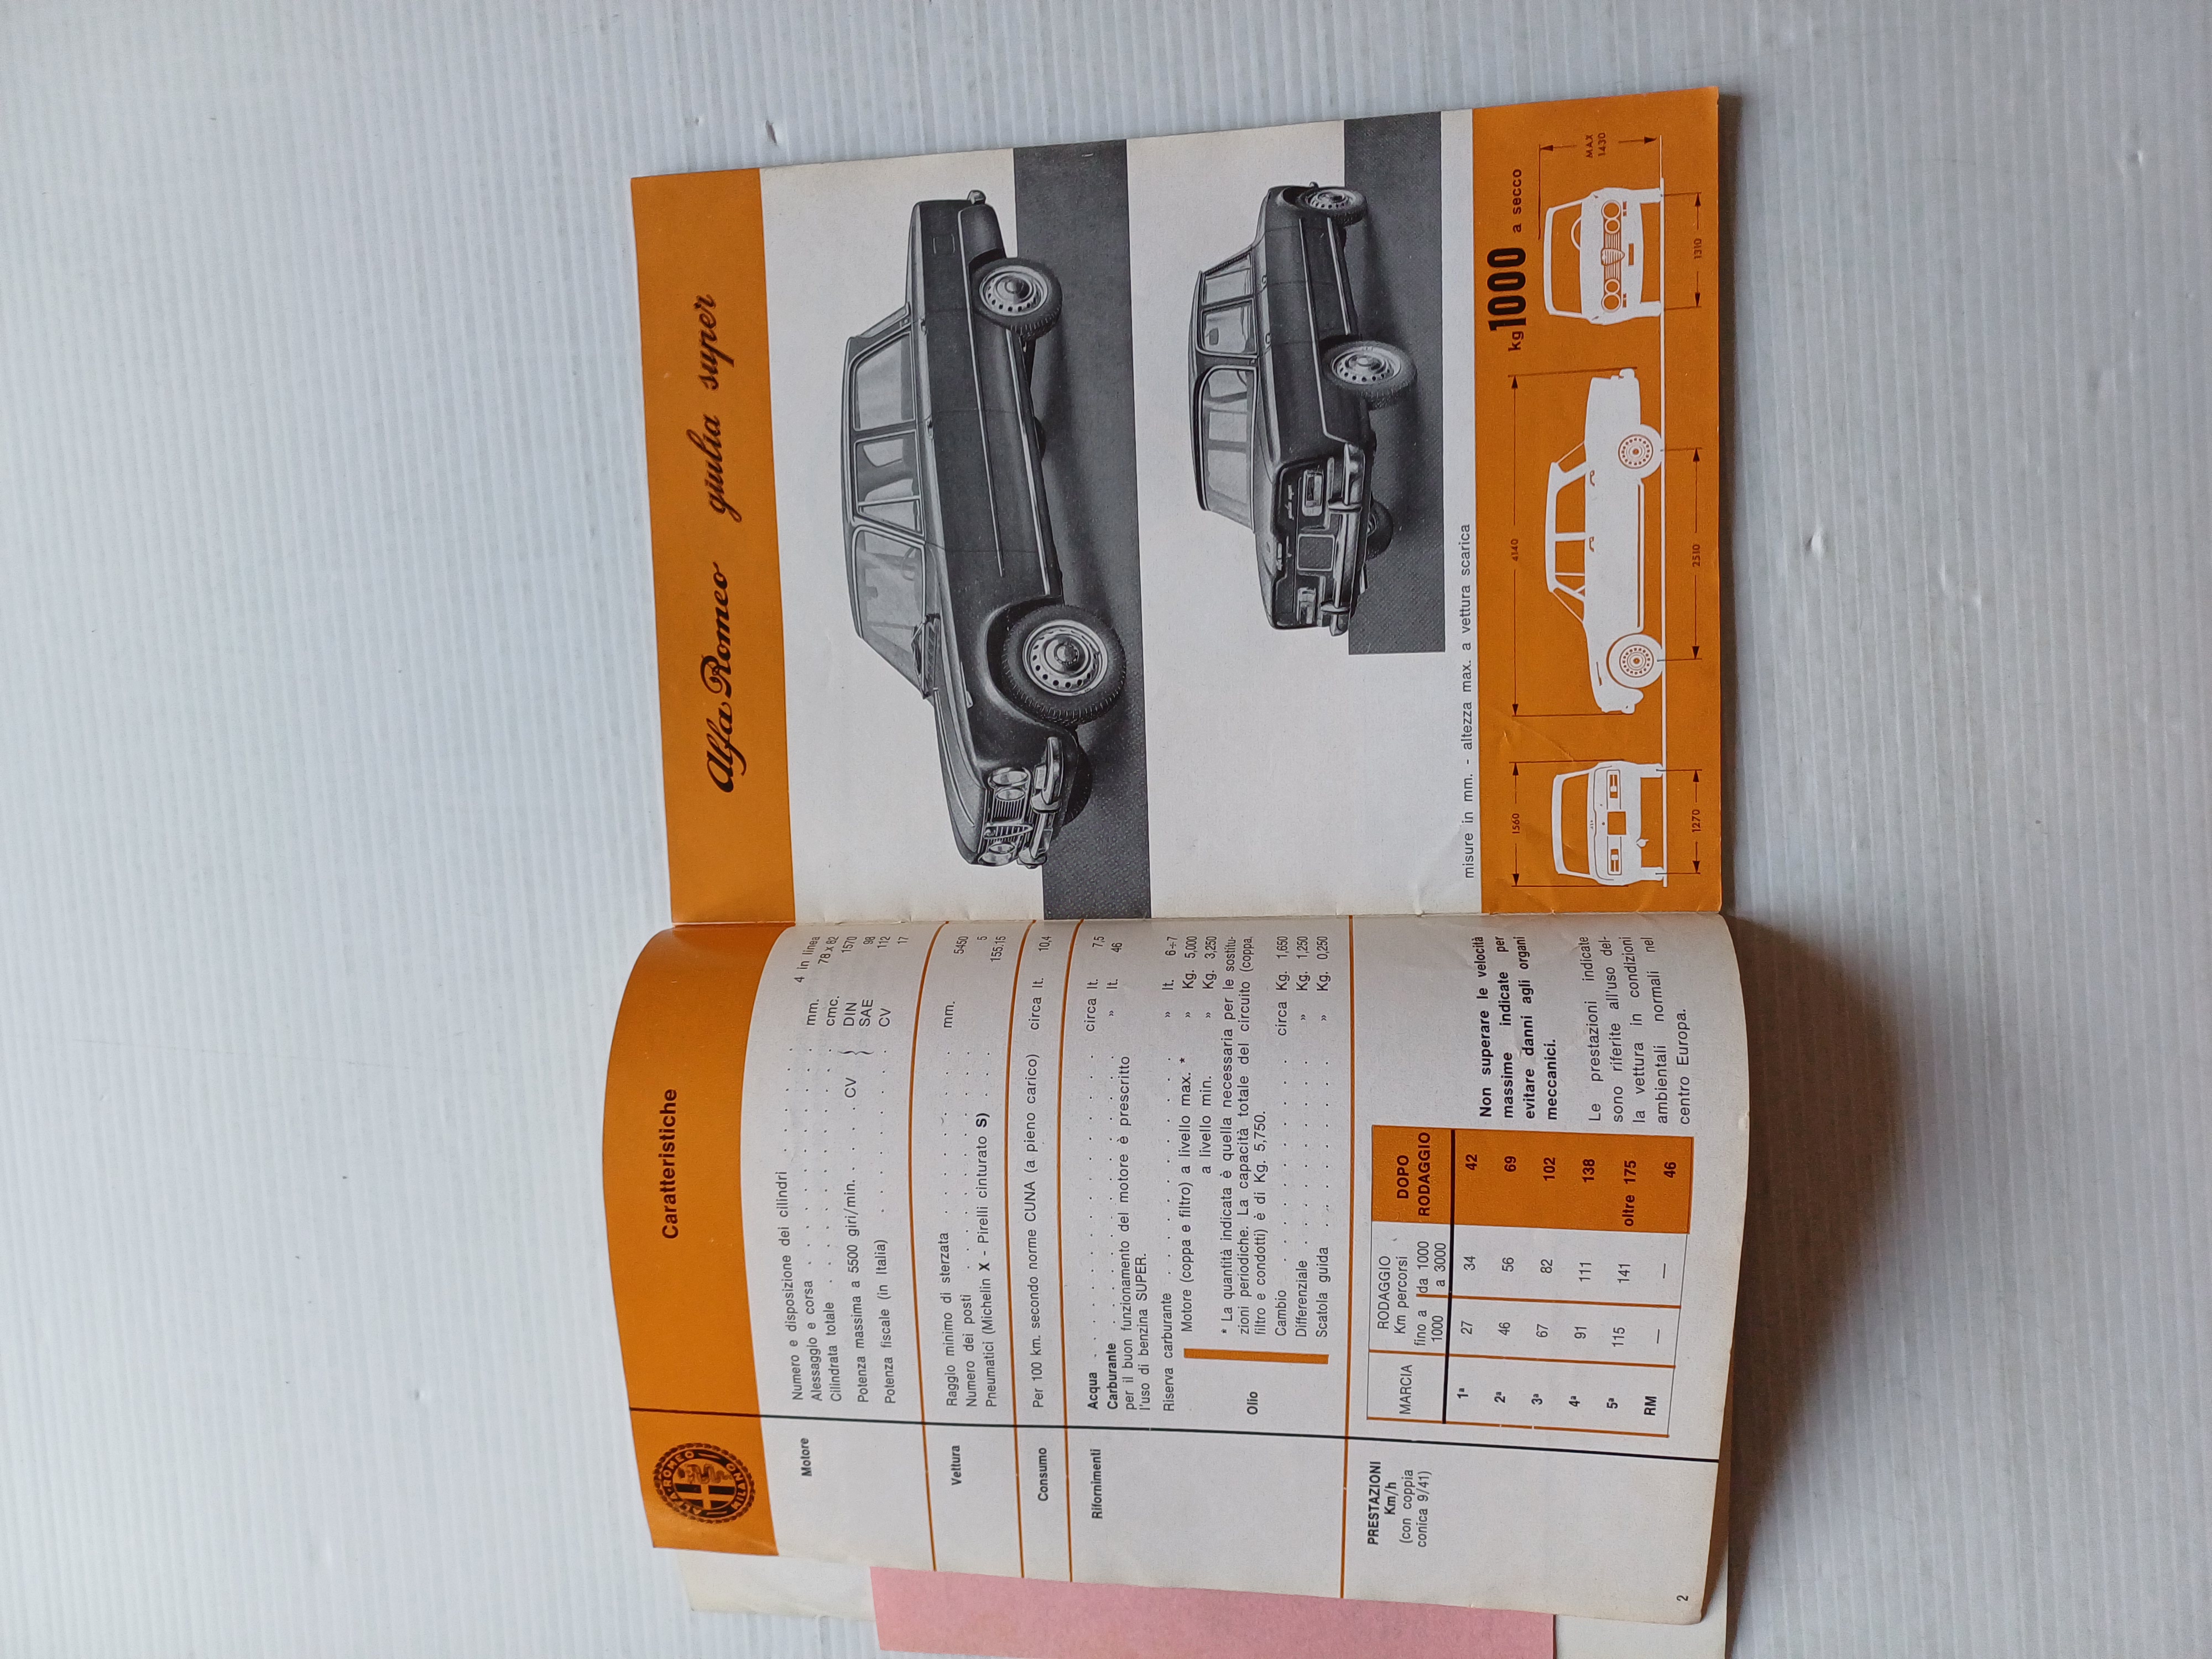 ALFA-ROMEO
MILANO
Caratteristiche
Motore
Numero e disposizione dei cilindri . . . . . . . 4 in linea
Alessaggio e corsa . . . . . . . . . . mm. 78 x 82
Cilindrata totale . . . . . . . . . . cmc. 1570
Potenza massima a 5500 giri/min. . . . . CV } DIN 98
SAE 112
Potenza fiscale (in Italia) . . . . . . . . CV 17
Vettura
Raggio minimo di sterzata . . . . . . . mm. 5450
Numero dei posti . . . . . . . . . . 5
Pneumatici (Michelin X - Pirelli cinturato S) . . . 155.15
Consumo
Per 100 km. secondo norme CUNA (a pieno carico) circa lt. 10,4
Rifornimenti
Acqua . . . . . . . . . . . . . circa lt. 7,5
Carburante . . . . . . . . . . . . » lt. 46
per il buon funzionamento del motore è prescritto
l'uso di benzina SUPER.
Riserva carburante . . . . . . . . . . » lt. 6÷7
Olio
Motore (coppa e filtro) a livello max. * » Kg. 5,000
a livello min. » Kg. 3,250
* La quantità indicata è quella necessaria per le sostitu-
zioni periodiche. La capacità totale del circuito (coppa,
filtro e condotti) è di Kg. 5,750.
Cambio . . . . . . . . . . circa Kg. 1,650
Differenziale . . . . . . . . . » Kg. 1,250
Scatola guida . . . . . . . . . » Kg. 0,250
PRESTAZIONI
Km/h
(con coppia
conica 9/41)
MARCIA
RODAGGIO
Km percorsi
fino a 1000
da 1000 a 3000
DOPO
RODAGGIO
1ª 27 34 42
2ª 46 56 69
3ª 67 82 102
4ª 91 111 138
5ª 115 141 oltre 175
RM — — 46
Non superare le velocità
massime indicate per
evitare danni agli organi
meccanici.
Le prestazioni indicate
sono riferite all'uso del-
la vettura in condizioni
ambientali normali nel
centro Europa.
2
Alfa Romeo giulia super
misure in mm. - altezza max. a vettura scarica
kg 1000 a secco
1560
4140
MAX
1430
1270
2510
1310